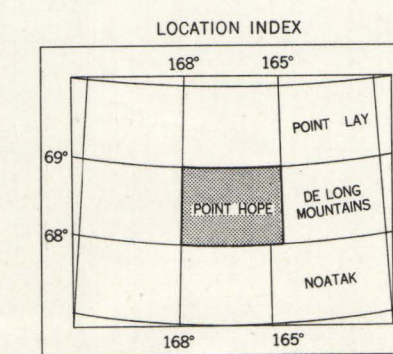 LOCATION INDEX
168° 165°
POINT LAY
69°
POINT HOPE
DE LONG
MOUNTAINS
68°
NOATAK
168° 165°